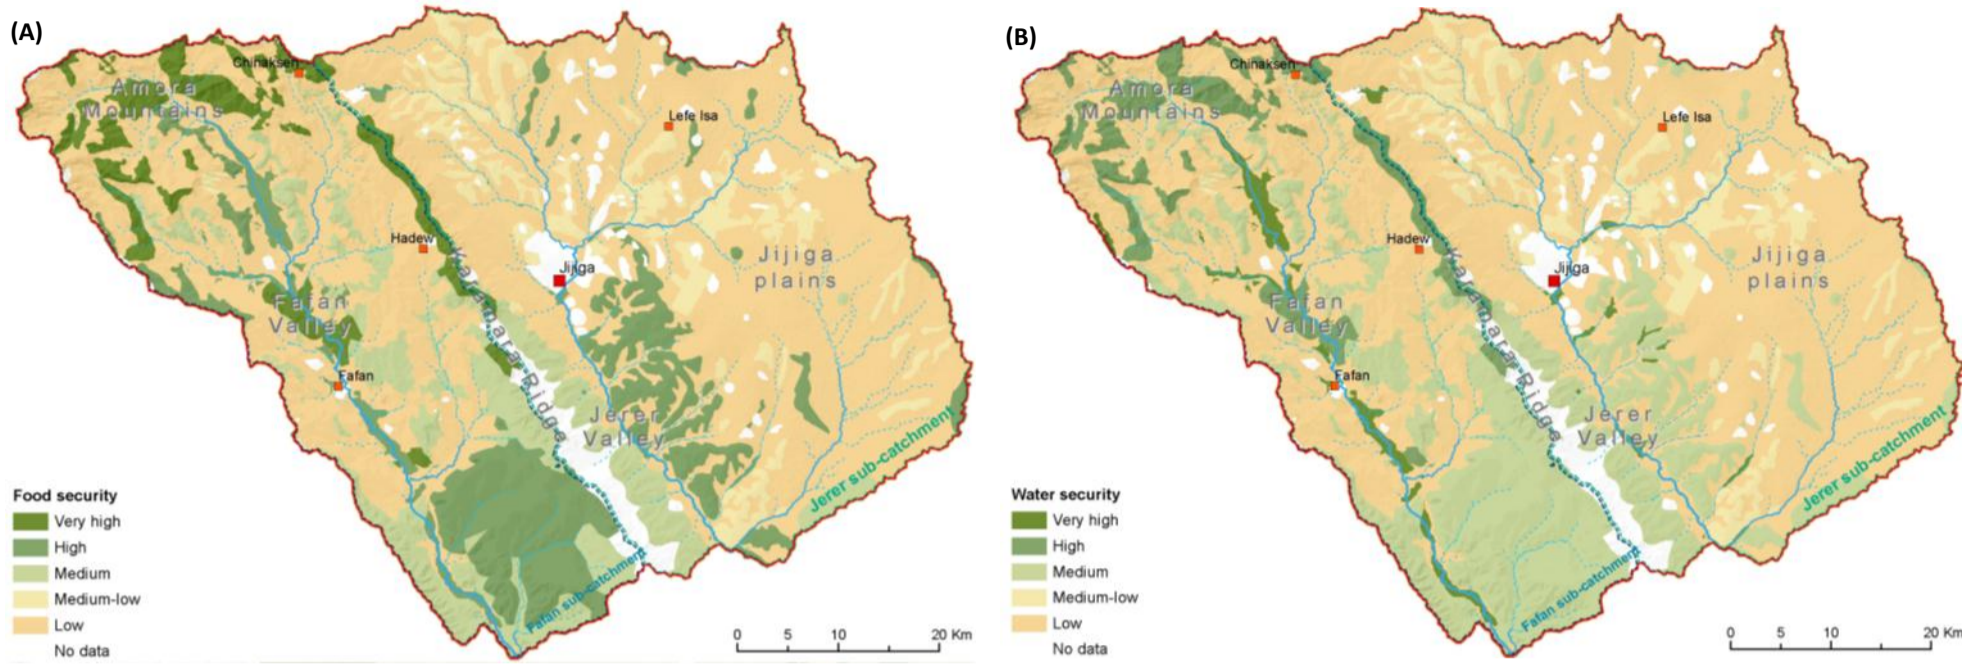 (A)
Chinaksen
Amora
Mountains
Lefe Isa
Hadew
Karamara Ridge
Jijiga
Jijiga
plains
Fafan
Valley
Fafan
Jerer
Valley
Jerer sub-catchment
Fafan sub-catchment
Food security
Very high
High
Medium
Medium-low
Low
No data
0 5 10 20 Km
(B)
Chinaksen
Amora
Mountains
Lefe Isa
Hadew
Karamara Ridge
Jijiga
Jijiga
plains
Fafan
Valley
Fafan
Jerer
Valley
Jerer sub-catchment
Fafan sub-catchment
Water security
Very high
High
Medium
Medium-low
Low
No data
0 5 10 20 Km